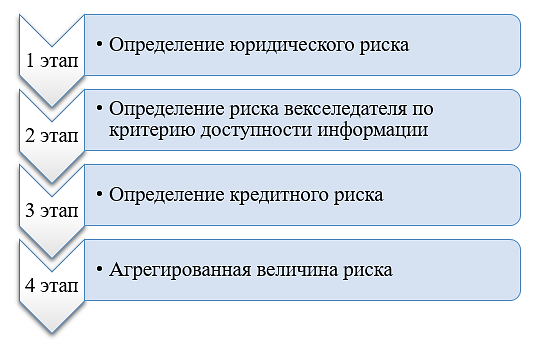 1 этап
• Определение юридического риска
2 этап
• Определение риска векселедателя по
критерию доступности информации
3 этап
• Определение кредитного риска
4 этап
• Агрегированная величина риска